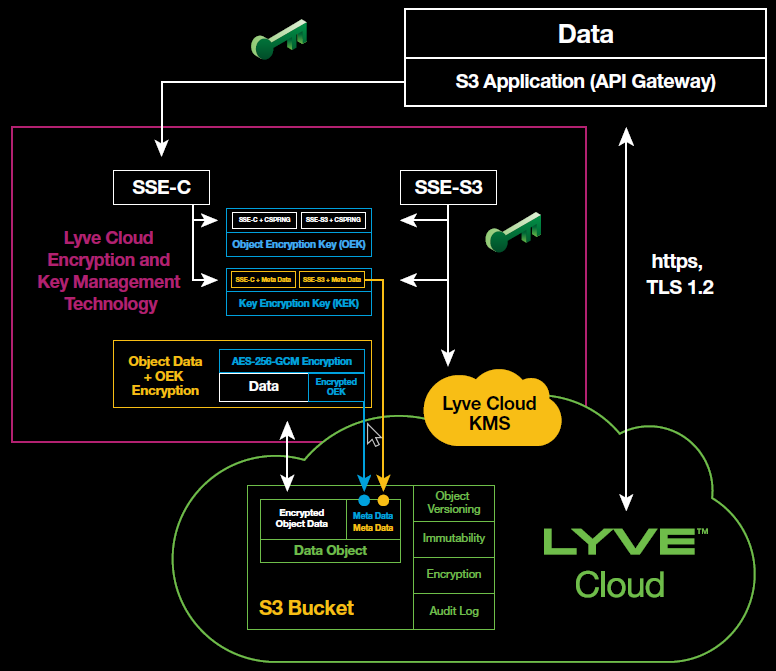 Data
S3 Application (API Gateway)
SSE-C
SSE-S3
SSE-C + CSPRNG
SSE-S3 + CSPRNG
Object Encryption Key (OEK)
Lyve Cloud
Encryption and
Key Management
Technology
SSE-C + Meta Data
SSE-S3 + Meta Data
Key Encryption Key (KEK)
https,
TLS 1.2
Object Data
+ OEK
Encryption
AES-256-GCM Encryption
Data
Encrypted
OEK
Lyve Cloud
KMS
Encrypted
Object Data
Meta Data
Meta Data
Data Object
S3 Bucket
Object
Versioning
Immutability
Encryption
Audit Log
LYVE™
Cloud